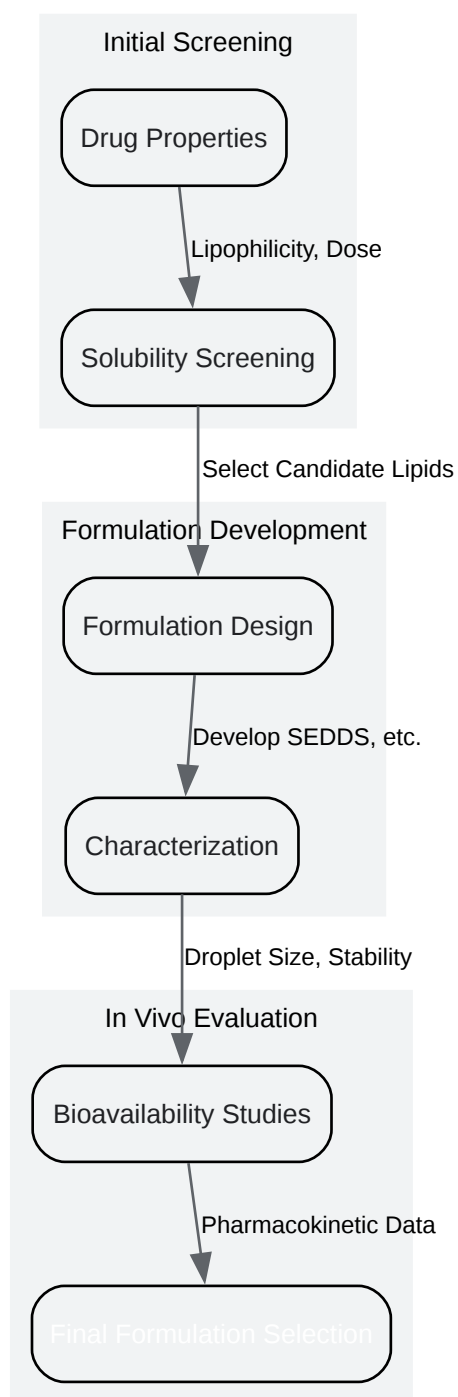 Initial Screening
Drug Properties
Lipophilicity, Dose
Solubility Screening
Select Candidate Lipids
Formulation Development
Formulation Design
Develop SEDDS, etc.
Characterization
Droplet Size, Stability
In Vivo Evaluation
Bioavailability Studies
Pharmacokinetic Data
Final Formulation Selection